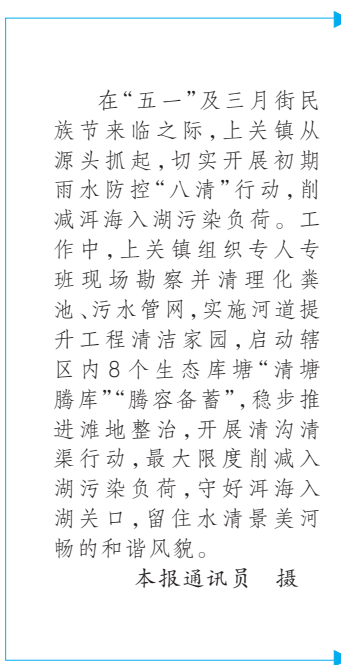 在“五一”及三月街民
族节来临之际，上关镇从
源头抓起，切实开展初期
雨水防控“八清”行动，削
减洱海入湖污染负荷。工
作中，上关镇组织专人专
班现场勘察并清理化粪
池、污水管网，实施河道提
升工程清洁家园，启动辖
区内8个生态库塘“清塘
腾库”“腾容备蓄”，稳步推
进滩地整治，开展清沟清
渠行动，最大限度削减入
湖污染负荷，守好洱海入
湖关口，留住水清景美河
畅的和谐风貌。
本报通讯员　摄